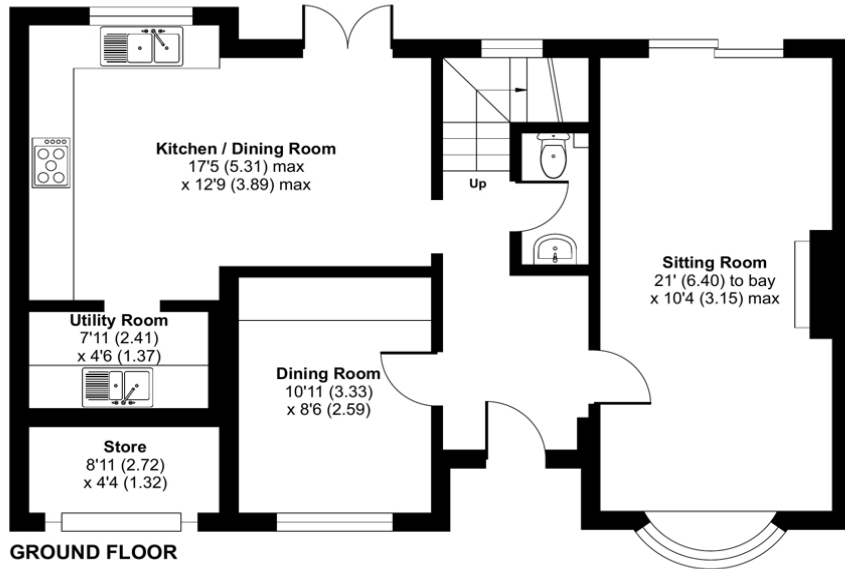 Kitchen / Dining Room
17'5 (5.31) max
x 12'9 (3.89) max
Up
Sitting Room
21' (6.40) to bay
x 10'4 (3.15) max
Utility Room
7'11 (2.41)
x 4'6 (1.37)
Dining Room
10'11 (3.33)
x 8'6 (2.59)
Store
8'11 (2.72)
x 4'4 (1.32)
GROUND FLOOR